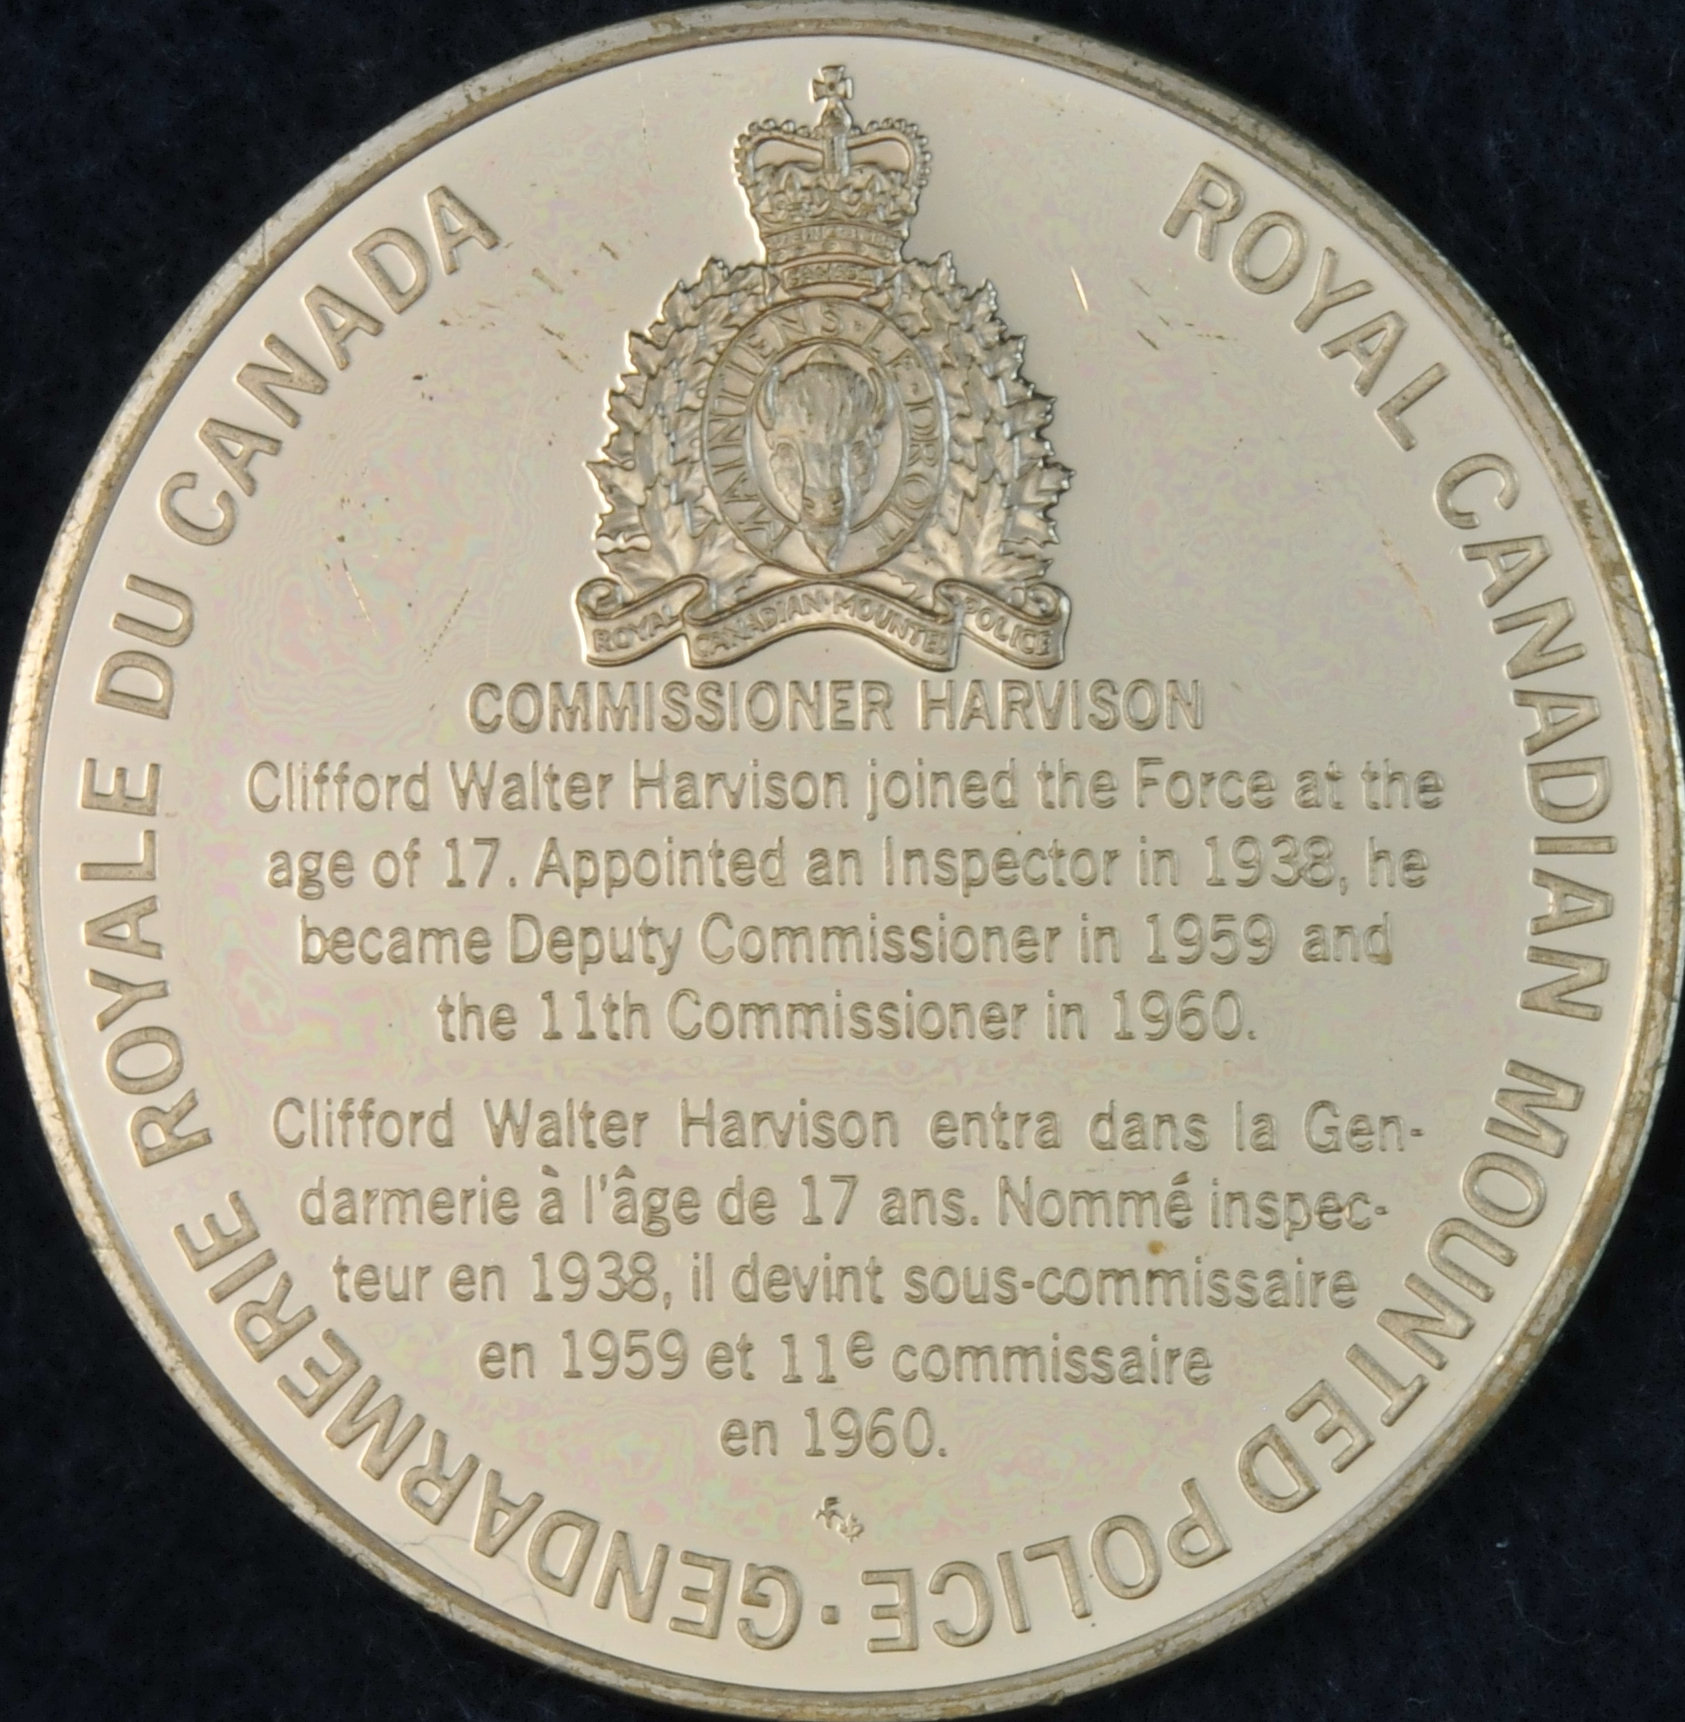 ROYAL CANADIAN MOUNTED POLICE · GENDARMERIE ROYALE DU CANADA
MAINTIENS · LE · DROIT
ROYAL CANADIAN · MOUNTED POLICE
COMMISSIONER HARVISON
Clifford Walter Harvison joined the Force at the
age of 17. Appointed an Inspector in 1938, he
became Deputy Commissioner in 1959 and
the 11th Commissioner in 1960.
Clifford Walter Harvison entra dans la Gen-
darmerie à l'âge de 17 ans. Nommé inspec-
teur en 1938, il devint sous-commissaire
en 1959 et 11e commissaire
en 1960.